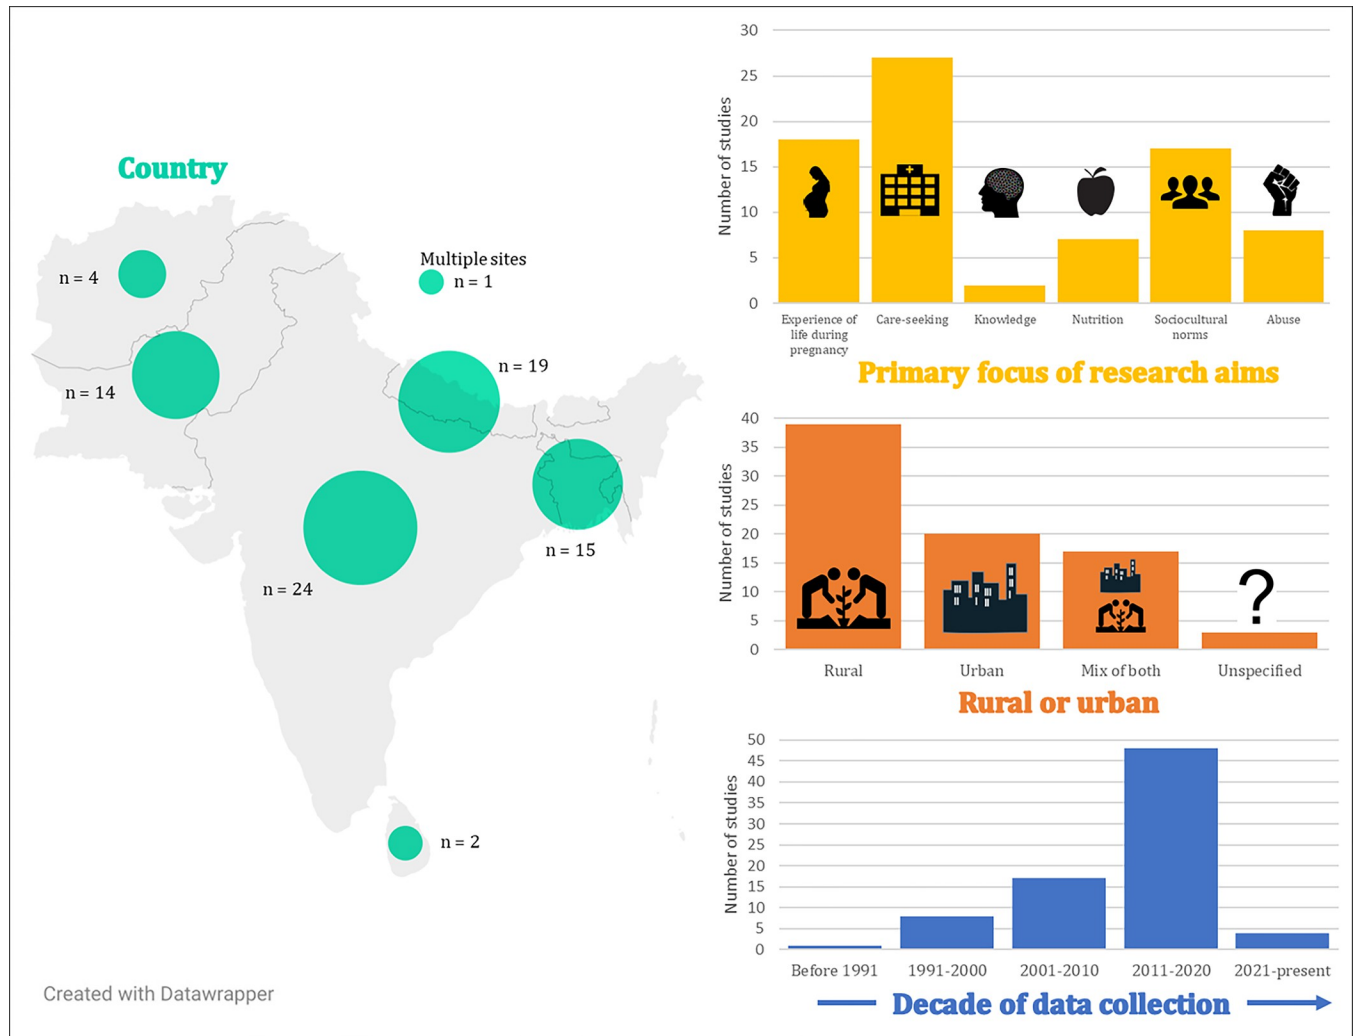 Country
n = 4
Multiple sites
n = 1
n = 14
n = 19
n = 15
n = 24
n = 2
Created with Datawrapper
30
25
20
15
10
5
0
Number of studies
Experience of
life during
pregnancy
Care-seeking
Knowledge
Nutrition
Sociocultural
norms
Abuse
Primary focus of research aims
40
35
30
25
20
15
10
5
0
Number of studies
?
Rural
Urban
Mix of both
Unspecified
Rural or urban
50
45
40
35
30
25
20
15
10
5
0
Number of studies
Before 1991
1991-2000
2001-2010
2011-2020
2021-present
Decade of data collection